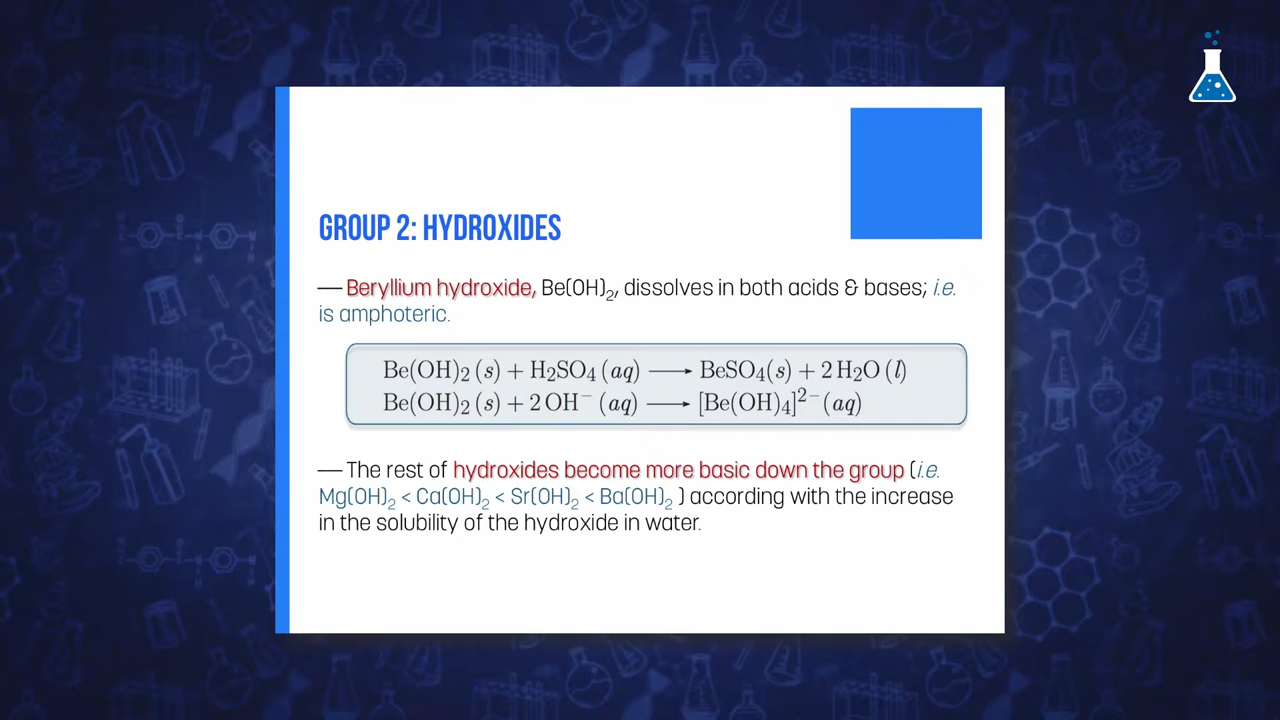 GROUP 2: HYDROXIDES
— Beryllium hydroxide, Be(OH)₂, dissolves in both acids & bases; i.e.
is amphoteric.
Be(OH)₂ (s) + H₂SO₄ (aq) ⟶ BeSO₄(s) + 2 H₂O (l)
Be(OH)₂ (s) + 2 OH⁻ (aq) ⟶ [Be(OH)₄]²⁻(aq)
— The rest of hydroxides become more basic down the group (i.e.
Mg(OH)₂ < Ca(OH)₂ < Sr(OH)₂ < Ba(OH)₂ ) according with the increase
in the solubility of the hydroxide in water.